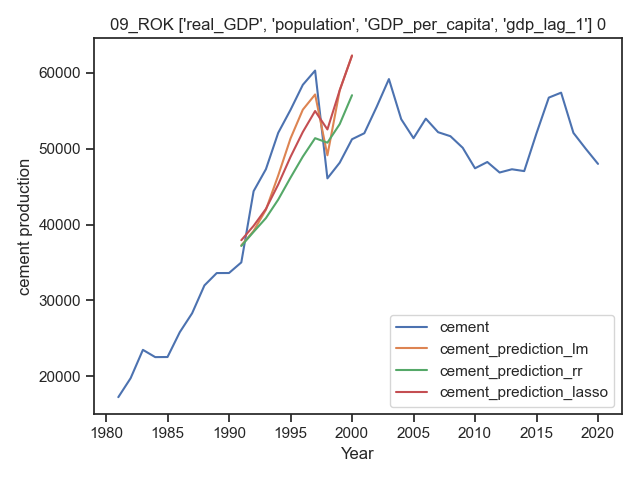 09_ROK ['real_GDP', 'population', 'GDP_per_capita', 'gdp_lag_1'] 0
60000
50000
40000
30000
20000
cement production
cement
cement_prediction_lm
cement_prediction_rr
cement_prediction_lasso
1980 1985 1990 1995 2000 2005 2010 2015 2020
Year